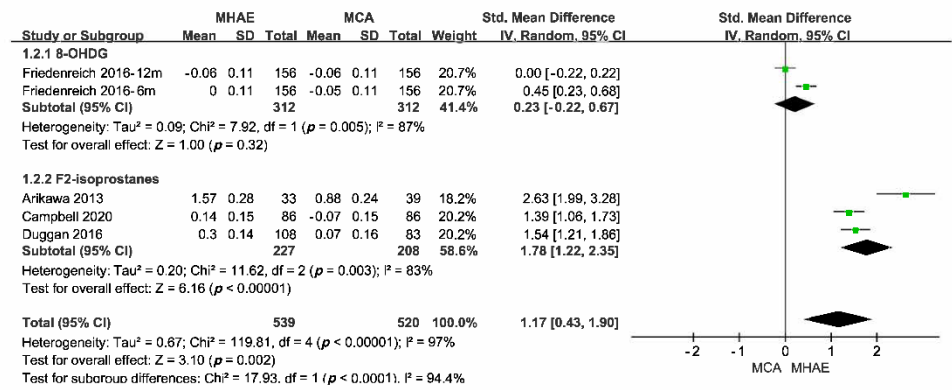 MHAE MCA Std. Mean Difference Std. Mean Difference
Study or Subgroup Mean SD Total Mean SD Total Weight IV, Random, 95% CI IV, Random, 95% CI
1.2.1 8-OHDG
Friedenreich 2016-12m -0.06 0.11 156 -0.06 0.11 156 20.7% 0.00 [-0.22, 0.22]
Friedenreich 2016-6m 0 0.11 156 -0.05 0.11 156 20.7% 0.45 [0.23, 0.68]
Subtotal (95% CI) 312 312 41.4% 0.23 [-0.22, 0.67]
Heterogeneity: Tau² = 0.09; Chi² = 7.92, df = 1 (p = 0.005); I² = 87%
Test for overall effect: Z = 1.00 (p = 0.32)
1.2.2 F2-isoprostanes
Arikawa 2013 1.57 0.28 33 0.88 0.24 39 18.2% 2.63 [1.99, 3.28]
Campbell 2020 0.14 0.15 86 -0.07 0.15 86 20.2% 1.39 [1.06, 1.73]
Duggan 2016 0.3 0.14 108 0.07 0.16 83 20.2% 1.54 [1.21, 1.86]
Subtotal (95% CI) 227 208 58.6% 1.78 [1.22, 2.35]
Heterogeneity: Tau² = 0.20; Chi² = 11.62, df = 2 (p = 0.003); I² = 83%
Test for overall effect: Z = 6.16 (p < 0.00001)
Total (95% CI) 539 520 100.0% 1.17 [0.43, 1.90]
Heterogeneity: Tau² = 0.67; Chi² = 119.81, df = 4 (p < 0.00001); I² = 97%
Test for overall effect: Z = 3.10 (p = 0.002)
Test for subgroup differences: Chi² = 17.93, df = 1 (p < 0.0001), I² = 94.4%
-2 -1 0 1 2
MCA MHAE